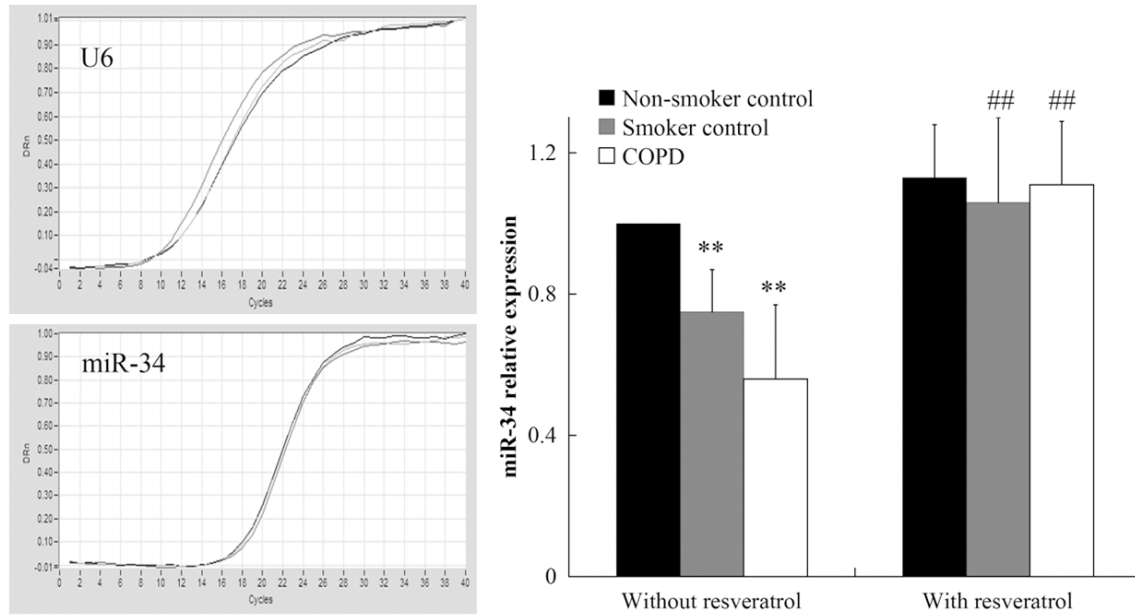 U6
DRn
1.01
0.90
0.80
0.70
0.60
0.50
0.40
0.30
0.20
0.10
-0.04
0 2 4 6 8 10 12 14 16 18 20 22 24 26 28 30 32 34 36 38 40
Cycles
miR-34
DRn
1.00
0.90
0.80
0.70
0.60
0.50
0.40
0.30
0.20
0.10
-0.01
0 2 4 6 8 10 12 14 16 18 20 22 24 26 28 30 32 34 36 38 40
Cycles
Non-smoker control
Smoker control
COPD
miR-34 relative expression
1.2
0.8
0.4
0
**
**
##
##
Without resveratrol
With resveratrol